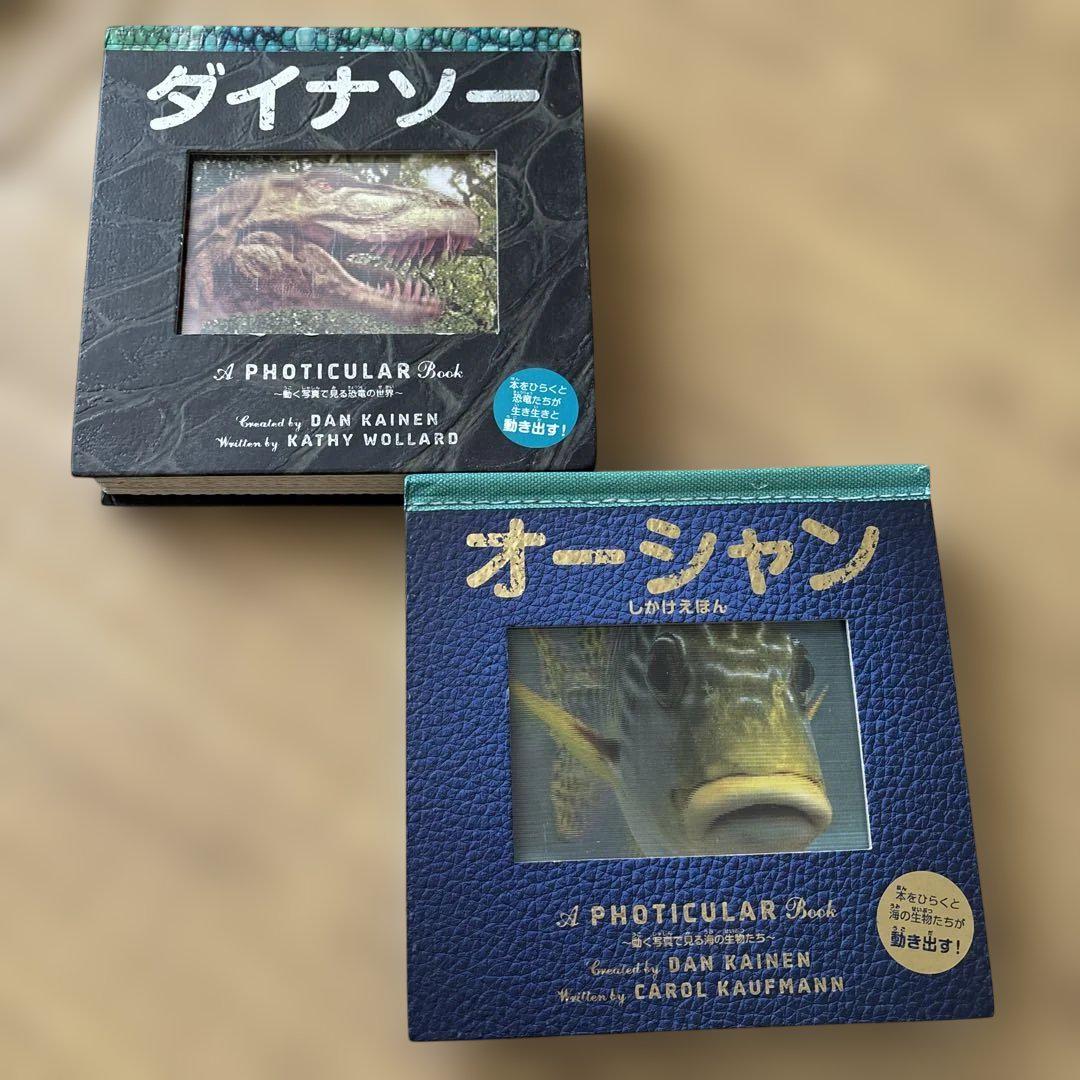 ダイナソー
A PHOTICULAR Book
~動く写真で見る恐竜の世界~
Created by DAN KAINEN
Written by KATHY WOLLARD
本をひらくと
恐竜たちが
生き生きと
動き出す!
オーシャン
しかけえほん
A PHOTICULAR Book
~動く写真で見る海の生物たち~
Created by DAN KAINEN
Written by CAROL KAUFMANN
本をひらくと
海の生物たちが
動き出す!